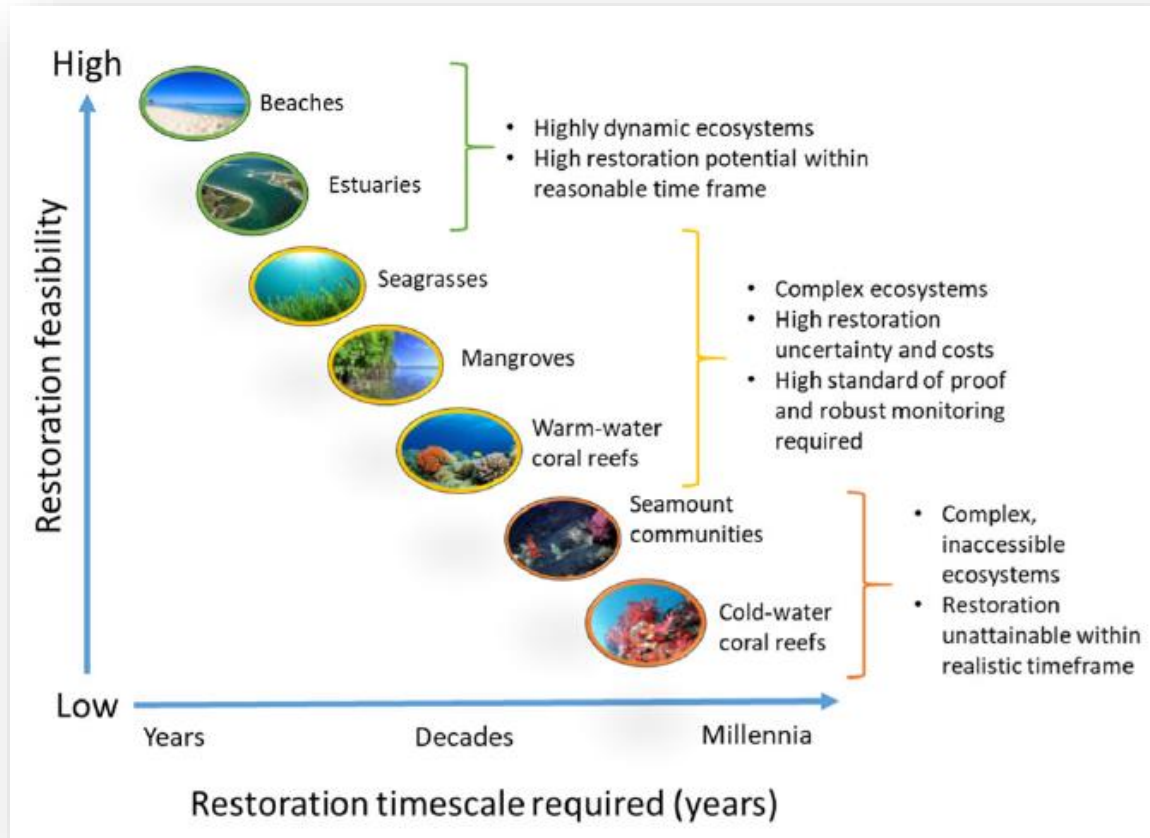 High
Beaches
Estuaries
• Highly dynamic ecosystems
• High restoration potential within
reasonable time frame
Restoration feasibility
Seagrasses
Mangroves
Warm-water
coral reefs
• Complex ecosystems
• High restoration
uncertainty and costs
• High standard of proof
and robust monitoring
required
Seamount
communities
Cold-water
coral reefs
• Complex,
inaccessible
ecosystems
• Restoration
unattainable within
realistic timeframe
Low
Years
Decades
Millennia
Restoration timescale required (years)